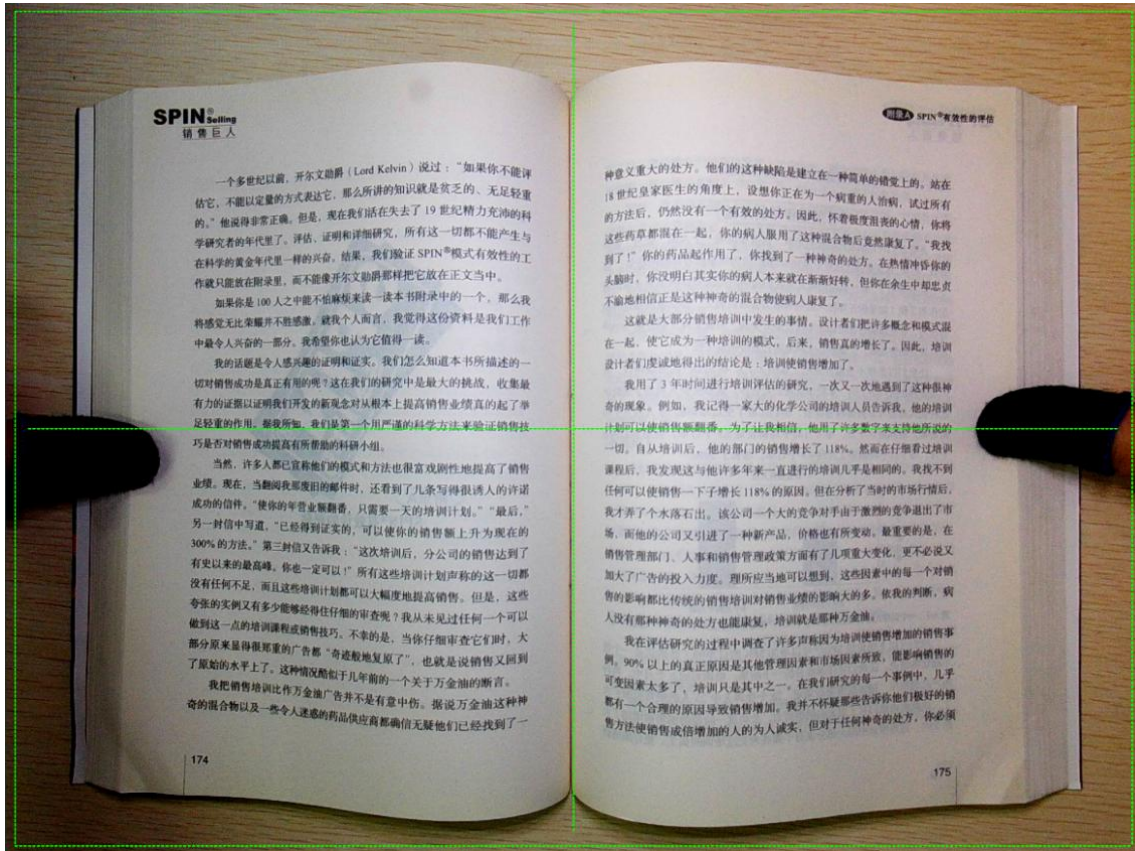 SPIN®
Selling
销售巨人
一个多世纪以前，开尔文勋爵（Lord Kelvin）说过：“如果你不能评
估它，不能以定量的方式表达它，那么所讲的知识就是贫乏的、无足轻重
的。”他说得非常正确。但是，现在我们活在失去了19世纪精力充沛的科
学研究者的年代里了。评估、证明和详细研究，所有这一切都不能产生与
在科学的黄金年代里一样的兴奋。结果，我们验证SPIN®模式有效性的工
作就只能放在附录里，而不能像开尔文勋爵那样把它放在正文当中。
如果你是100人之中能不怕麻烦来读一读本书附录中的一个，那么我
将感觉无比荣耀并不胜感激。就我个人而言，我觉得这份资料是我们工作
中最令人兴奋的一部分。我希望你也认为它值得一读。
我的话题是令人感兴趣的证明和证实。我们怎么知道本书所描述的一
切对销售成功是真正有用的呢？这在我们的研究中是最大的挑战，收集最
有力的证据以证明我们开发的新观念对从根本上提高销售业绩真的起了举
足轻重的作用。据我所知，我们是第一个用严谨的科学方法来验证销售技
巧是否对销售成功提高有所帮助的科研小组。
当然，许多人都已宣称他们的模式和方法也很富戏剧性地提高了销售
业绩。现在，当翻阅我那废旧的邮件时，还看到了几条写得很诱人的许诺
成功的信件，“使你的年营业额翻番，只需要一天的培训计划。”“最后，”
另一封信中写道，“已经得到证实的，可以使你的销售额上升为现在的
300%的方法。”第三封信又告诉我：“这次培训后，分公司的销售达到了
有史以来的最高峰。你也一定可以！”所有这些培训计划声称的这一切都
没有任何不足，而且这些培训计划都可以大幅度地提高销售。但是，这些
夸张的实例又有多少能够经得住仔细的审查呢？我从未见过任何一个可以
做到这一点的培训课程或销售技巧。不幸的是，当你仔细审查它们时，大
部分原来显得很郑重的广告都“奇迹般地复原了”，也就是说销售又回到
了原始的水平上了。这种情况酷似于几年前的一个关于万金油的断言。
我把销售培训比作万金油广告并不是有意中伤。据说万金油这种神
奇的混合物以及一些令人迷惑的药品供应商都确信无疑他们已经找到了一
174
附录A SPIN®有效性的评估
种意义重大的处方。他们的这种缺陷是建立在一种简单的错觉上的。站在
18世纪皇家医生的角度上，设想你正在为一个病重的人治病，试过所有
的方法后，仍然没有一个有效的处方。因此，怀着极度沮丧的心情，你将
这些药草都混在一起，你的病人服用了这种混合物后竟然康复了。“我找
到了！”你的药品起作用了，你找到了一种神奇的处方。在热情冲昏你的
头脑时，你没明白其实你的病人本来就在渐渐好转，但你在余生中却忠贞
不渝地相信正是这种神奇的混合物使病人康复了。
这就是大部分销售培训中发生的事情。设计者们把许多概念和模式混
在一起，使它成为一种培训的模式，后来，销售真的增长了。因此，培训
设计者们虔诚地得出的结论是：培训使销售增加了。
我用了3年时间进行培训评估的研究，一次又一次地遇到了这种很神
奇的现象。例如，我记得一家大的化学公司的培训人员告诉我，他的培训
计划可以使销售额翻番。为了让我相信，他用了许多数字来支持他所说的
一切。自从培训后，他的部门的销售增长了118%。然而在仔细看过培训
课程后，我发现这与他许多年来一直进行的培训几乎是相同的。我找不到
任何可以使销售一下子增长118%的原因。但在分析了当时的市场行情后，
我才弄了个水落石出。该公司一个大的竞争对手由于激烈的竞争退出了市
场，而他的公司又引进了一种新产品，价格也有所变动。最重要的是，在
销售管理部门、人事和销售管理政策方面有了几项重大变化，更不必说又
加大了广告的投入力度。理所应当地可以想到，这些因素中的每一个对销
售的影响都比传统的销售培训对销售业绩的影响大的多。依我的判断，病
人没有那种神奇的处方也能康复，培训就是那种万金油。
我在评估研究的过程中调查了许多声称因为培训使销售增加的销售事
例。90%以上的真正原因是其他管理因素和市场因素所致，能影响销售的
可变因素太多了，培训只是其中之一。在我们研究的每一个事例中，几乎
都有一个合理的原因导致销售增加。我并不怀疑那些告诉你他们极好的销
售方法使销售成倍增加的人的为人诚实，但对于任何神奇的处方，你必须
175